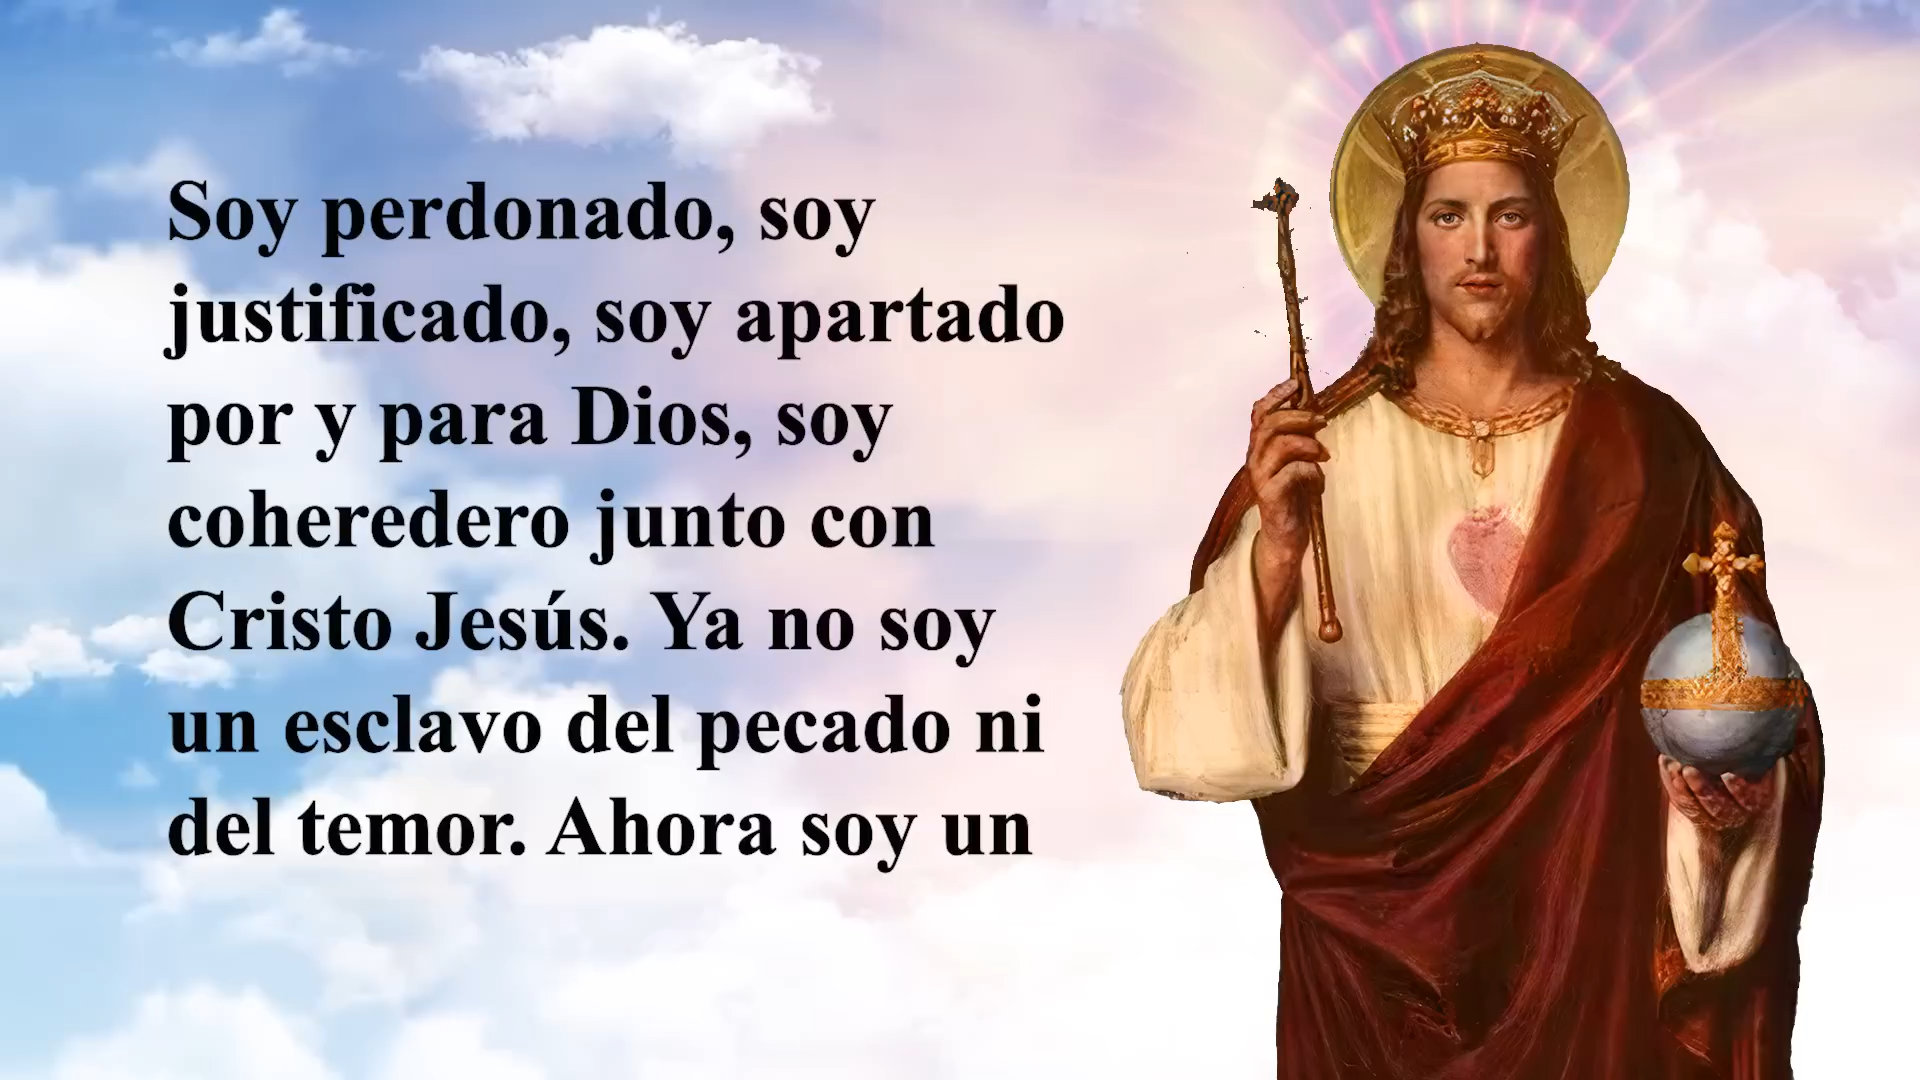 Soy perdonado, soy
justificado, soy apartado
por y para Dios, soy
coheredero junto con
Cristo Jesús. Ya no soy
un esclavo del pecado ni
del temor. Ahora soy un